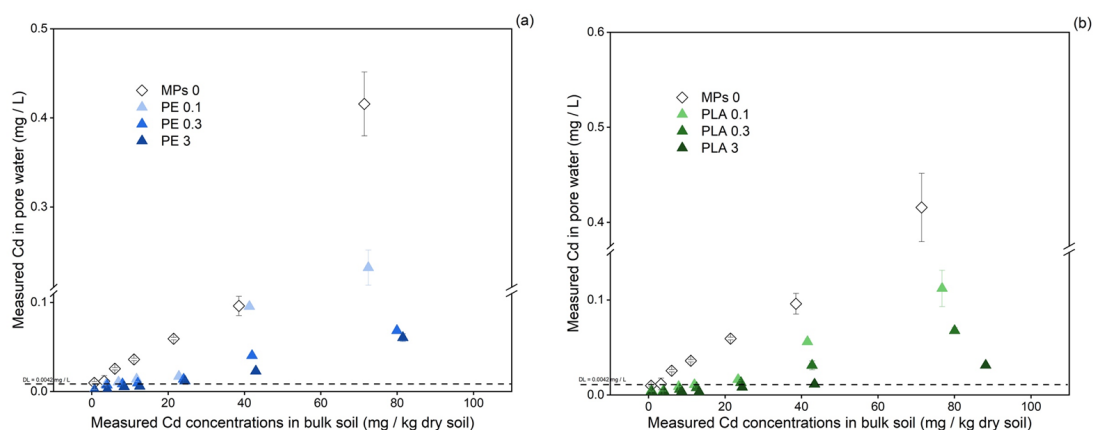 (a)
0.5
0.4
0.3
0.1
0.0
Measured Cd in pore water (mg / L)
MPs 0
PE 0.1
PE 0.3
PE 3
DL = 0.0042 mg / L
0 20 40 60 80 100
Measured Cd concentrations in bulk soil (mg / kg dry soil)
(b)
0.6
0.5
0.4
0.1
0.0
Measured Cd in pore water (mg / L)
MPs 0
PLA 0.1
PLA 0.3
PLA 3
DL = 0.0042 mg / L
0 20 40 60 80 100
Measured Cd concentrations in bulk soil (mg / kg dry soil)